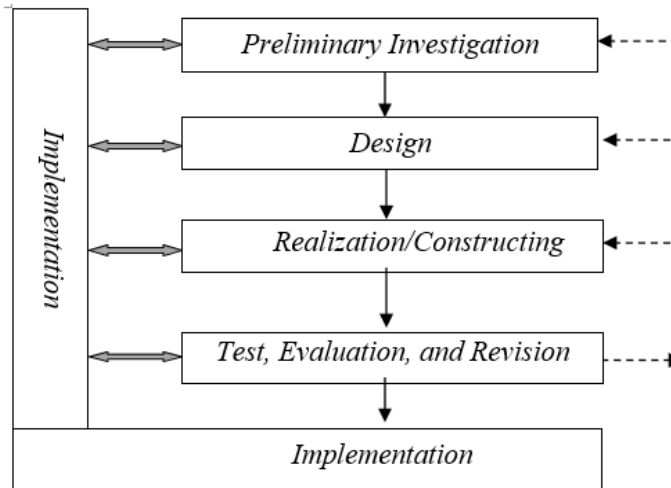 Preliminary Investigation
Implementation
Design
Realization/Constructing
Test, Evaluation, and Revision
Implementation